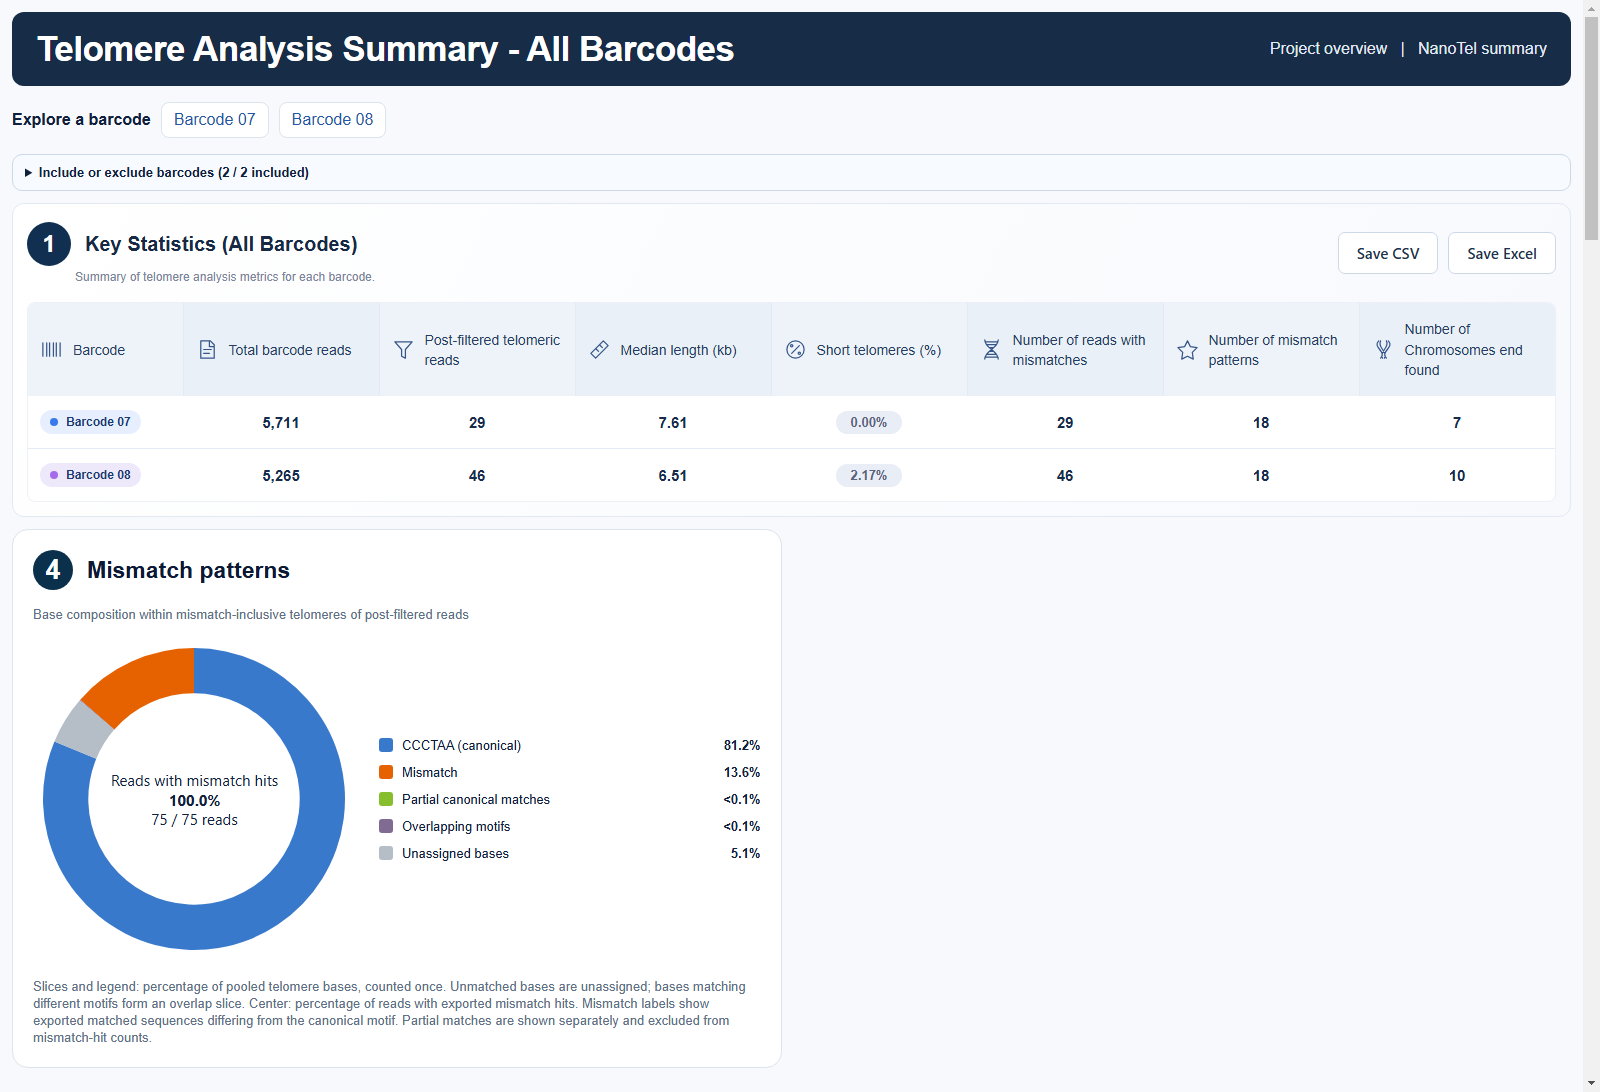 Telomere Analysis Summary - All Barcodes
Project overview | NanoTel summary
Explore a barcode Barcode 07 Barcode 08
Include or exclude barcodes (2 / 2 included)
1 Key Statistics (All Barcodes)
Save CSV Save Excel
Summary of telomere analysis metrics for each barcode.
Barcode
Total barcode reads
Post-filtered telomeric
reads
Median length (kb)
Short telomeres (%)
Number of reads with
mismatches
Number of mismatch
patterns
Number of
Chromosomes end
found
Barcode 07 5,711 29 7.61 0.00% 29 18 7
Barcode 08 5,265 46 6.51 2.17% 46 18 10
4 Mismatch patterns
Base composition within mismatch-inclusive telomeres of post-filtered reads
Reads with mismatch hits
100.0%
75 / 75 reads
CCCTAA (canonical) 81.2%
Mismatch 13.6%
Partial canonical matches <0.1%
Overlapping motifs <0.1%
Unassigned bases 5.1%
Slices and legend: percentage of pooled telomere bases, counted once. Unmatched bases are unassigned; bases matching
different motifs form an overlap slice. Center: percentage of reads with exported mismatch hits. Mismatch labels show
exported matched sequences differing from the canonical motif. Partial matches are shown separately and excluded from
mismatch-hit counts.